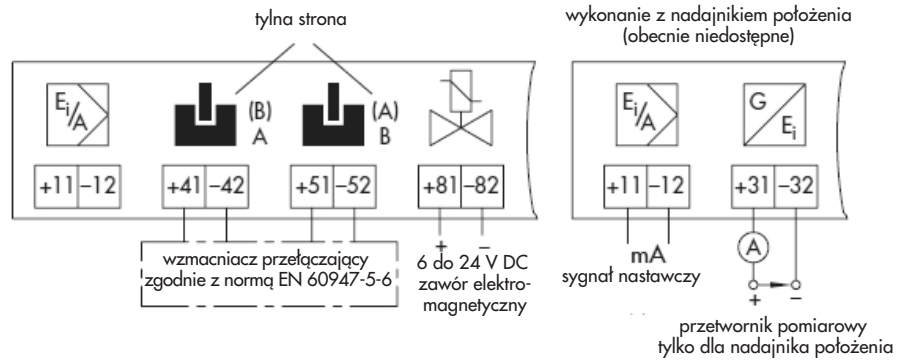 tylna strona
wykonanie z nadajnikiem położenia
(obecnie niedostępne)
Ei/A
(B)
A
(A)
B
Ei/A
G
Ei
+11 –12
+41 –42
+51 –52
+81 –82
+11 –12
+31 –32
wzmacniacz przełączający
zgodnie z normą EN 60947-5-6
+ –
6 do 24 V DC
zawór elektro-
magnetyczny
mA
sygnał nastawczy
A
+ –
przetwornik pomiarowy
tylko dla nadajnika położenia